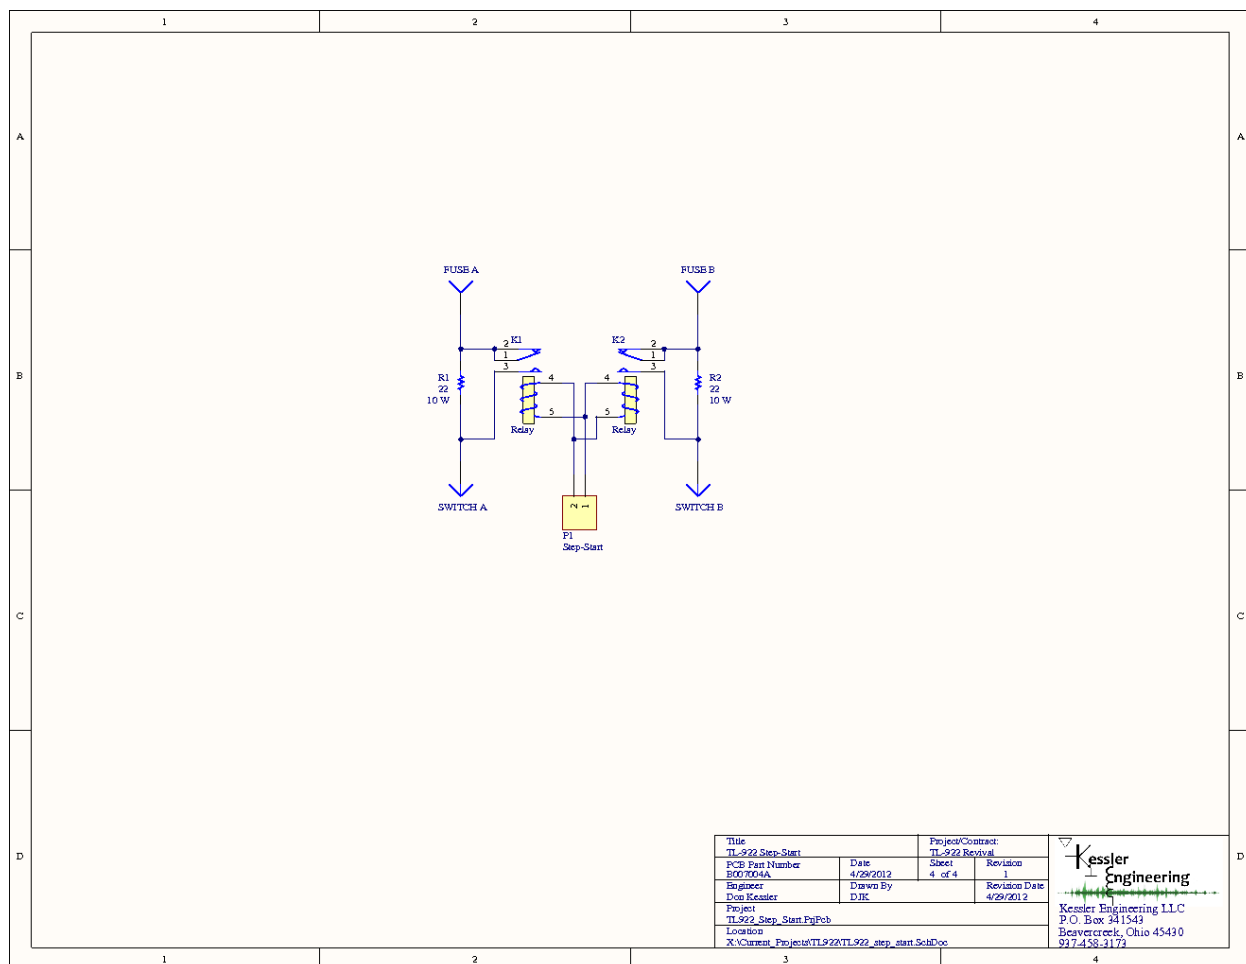 1 2 3 4
A A
FUSE A FUSE B
K1 K2
2 2
1 1
3 3
B B
R1 4 4 R2
22 22
10 W 10 W
5 5
Relay Relay
SWITCH A SWITCH B
2 1
P1
Step-Start
C C
D D
Title Project/Contract:
TL-922 Step-Start TL-922 Revival
PCB Part Number Date Sheet Revision
B007004A 4/29/2012 4 of 4 1
Engineer Drawn By Revision Date
Don Kessler DJK 4/29/2012
Project
TL922_Step_Start.PrjPcb
Location
X:\Current_Projects\TL922\TL922_step_start.SchDoc
Kessler
Engineering
Kessler Engineering LLC
P.O. Box 341543
Beavercreek, Ohio 45430
937-458-3173
1 2 3 4